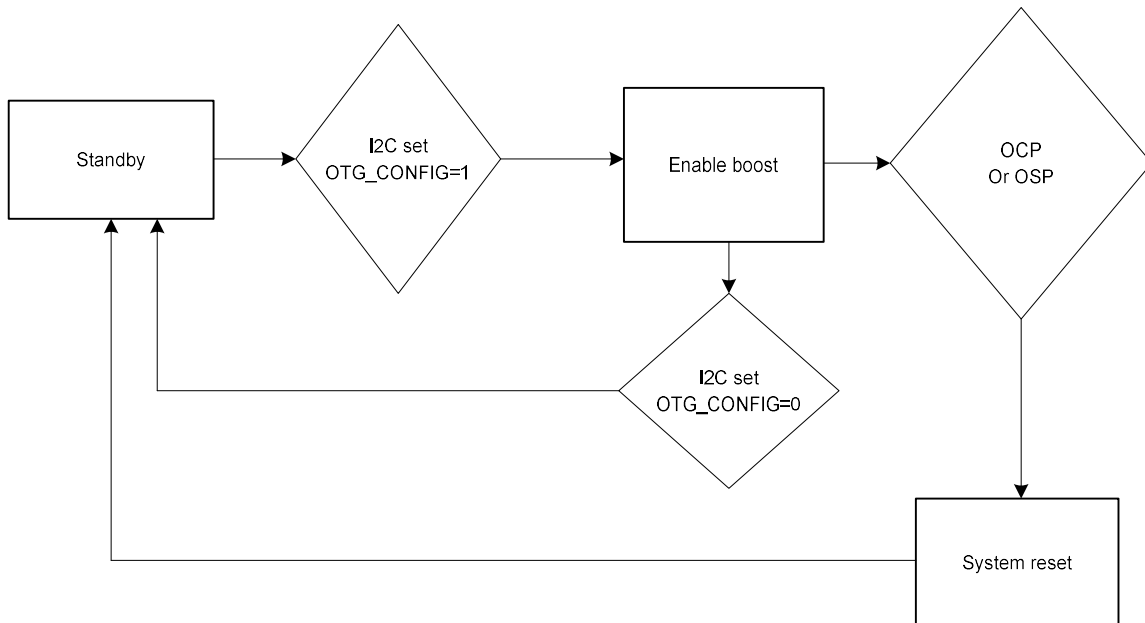 Standby
I2C set
OTG_CONFIG=1
Enable boost
OCP
Or OSP
I2C set
OTG_CONFIG=0
System reset